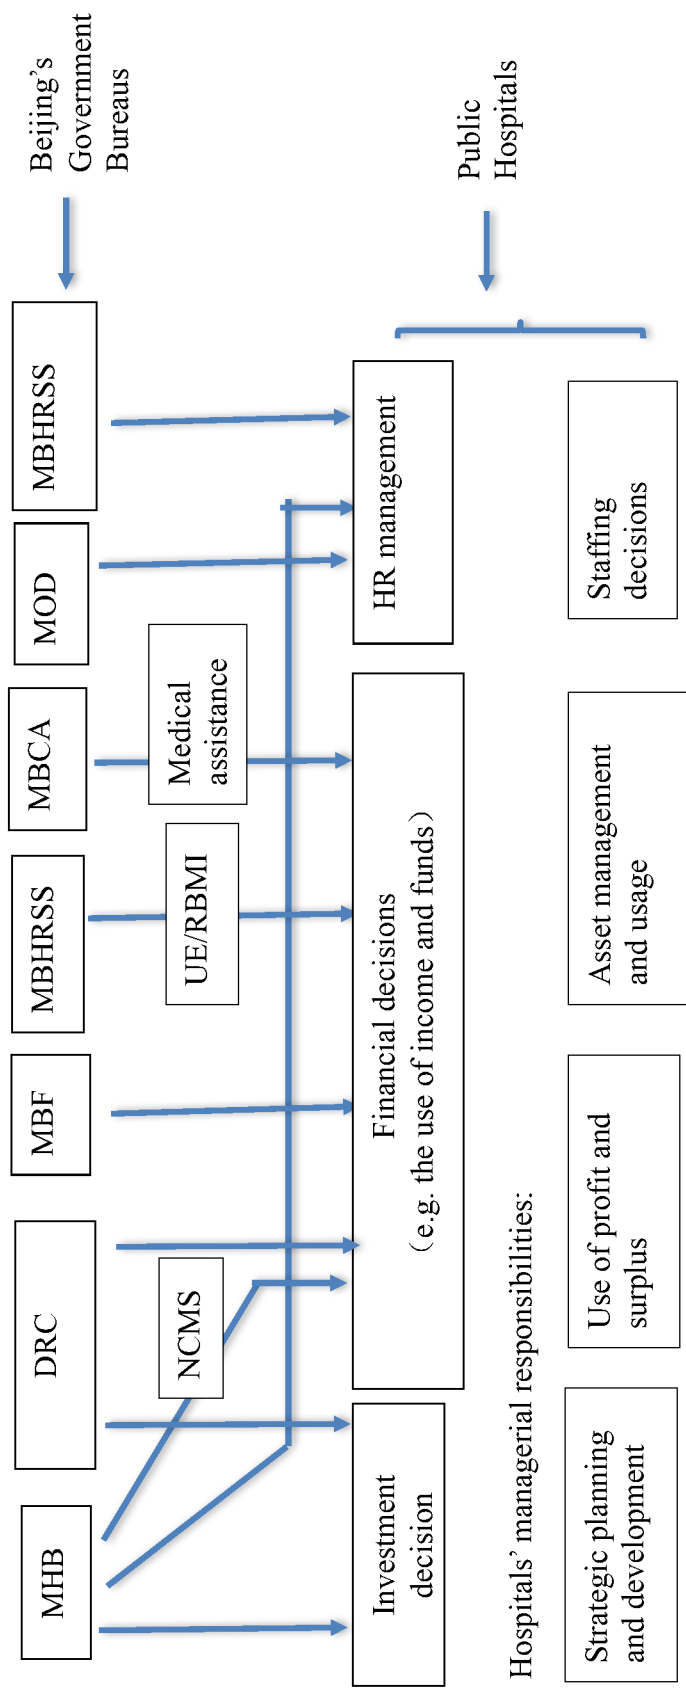 MHB
DRC
MBF
MBHRSS
MBCA
MOD
MBHRSS
Beijing’s
Government
Bureaus
NCMS
UE/RBMI
Medical
assistance
Investment
decision
Financial decisions
（e.g. the use of income and funds）
HR management
Public
Hospitals
Hospitals’ managerial responsibilities:
Strategic planning
and development
Use of profit and
surplus
Asset management
and usage
Staffing
decisions